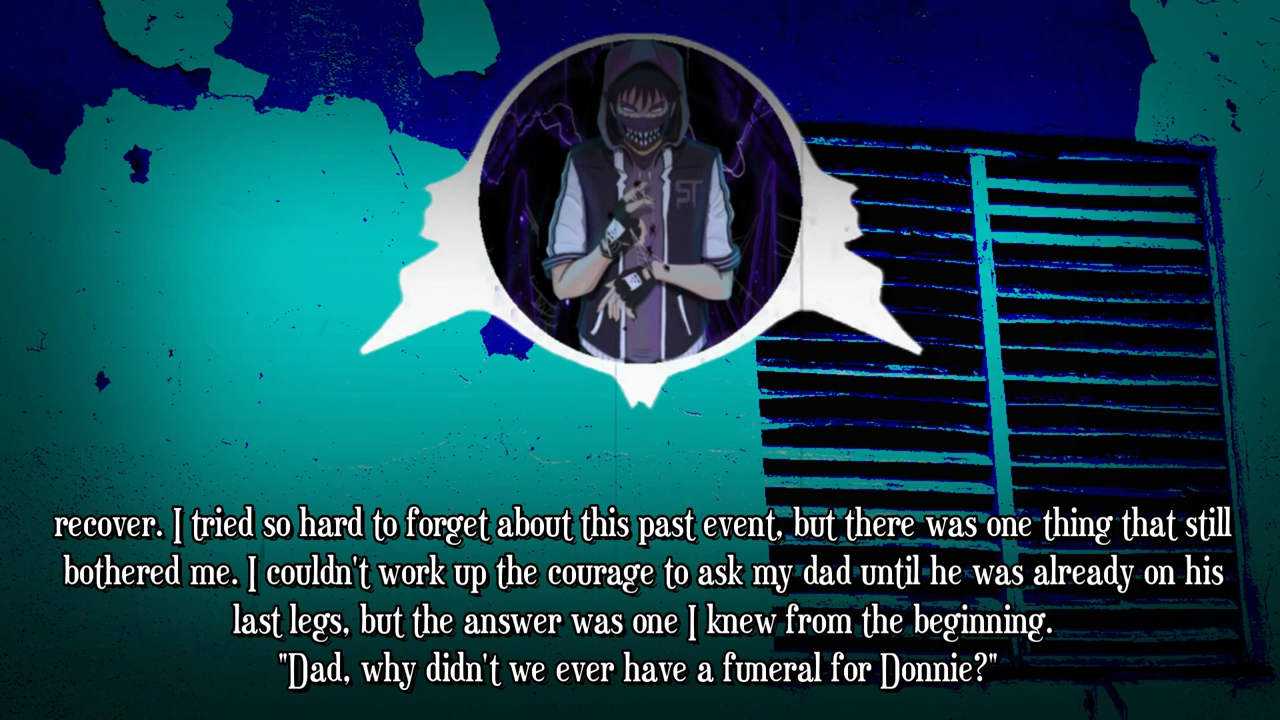 ST
recover. I tried so hard to forget about this past event, but there was one thing that still
bothered me. I couldn't work up the courage to ask my dad until he was already on his
last legs, but the answer was one I knew from the beginning.
"Dad, why didn't we ever have a funeral for Donnie?"